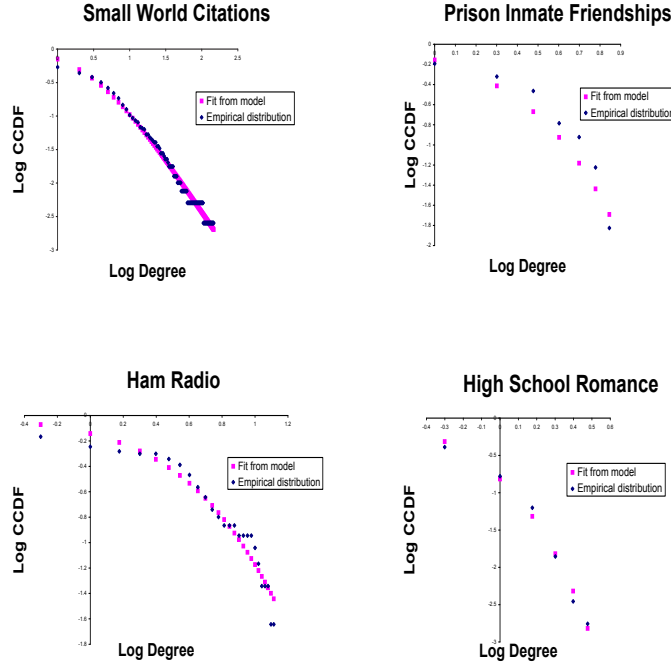 Small World Citations
0 0.5 1 1.5 2 2.5
0
-0.5
-1
-1.5
-2
-2.5
-3
Fit from model
Empirical distribution
Log CCDF
Log Degree
Prison Inmate Friendships
0 0.1 0.2 0.3 0.4 0.5 0.6 0.7 0.8 0.9
0
-0.2
-0.4
-0.6
-0.8
-1
-1.2
-1.4
-1.6
-1.8
-2
Fit from model
Empirical distribution
Log CCDF
Log Degree
Ham Radio
-0.4 -0.2 0 0.2 0.4 0.6 0.8 1 1.2
0
-0.2
-0.4
-0.6
-0.8
-1
-1.2
-1.4
-1.6
-1.8
Fit from model
Empirical distribution
Log CCDF
Log Degree
High School Romance
-0.4 -0.3 -0.2 -0.1 0 0.1 0.2 0.3 0.4 0.5 0.6
0
-0.5
-1
-1.5
-2
-2.5
-3
Fit from model
Empirical distribution
Log CCDF
Log Degree